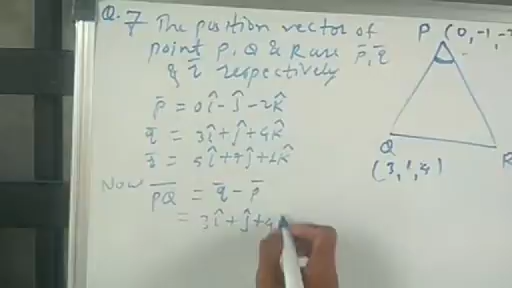 Q.7 The position vector of
point P, Q & R are p̄, q̄
& r̄ respectively
p̄ = 0î - ĵ - 2k̂
q̄ = 3î + ĵ + 4k̂
= 5î + 7ĵ + k̂
Now PQ = q̄ - p̄
= 3î + ĵ + 4
P (0, -1, -2
Q
(3, 1, 4)
R